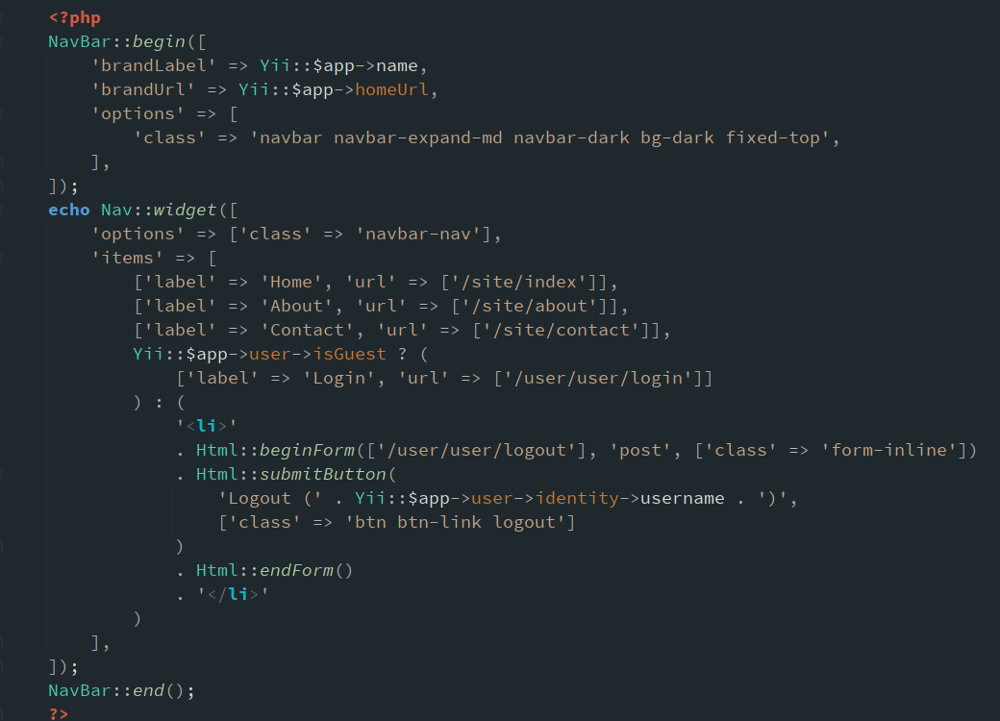 <?php
NavBar::begin([
    'brandLabel' => Yii::$app->name,
    'brandUrl' => Yii::$app->homeUrl,
    'options' => [
        'class' => 'navbar navbar-expand-md navbar-dark bg-dark fixed-top',
    ],
]);
echo Nav::widget([
    'options' => ['class' => 'navbar-nav'],
    'items' => [
        ['label' => 'Home', 'url' => ['/site/index']],
        ['label' => 'About', 'url' => ['/site/about']],
        ['label' => 'Contact', 'url' => ['/site/contact']],
        Yii::$app->user->isGuest ? (
            ['label' => 'Login', 'url' => ['/user/user/login']]
        ) : (
            '<li>'
            . Html::beginForm(['/user/user/logout'], 'post', ['class' => 'form-inline'])
            . Html::submitButton(
                'Logout (' . Yii::$app->user->identity->username . ')',
                ['class' => 'btn btn-link logout']
            )
            . Html::endForm()
            . '</li>'
        )
    ],
]);
NavBar::end();
?>